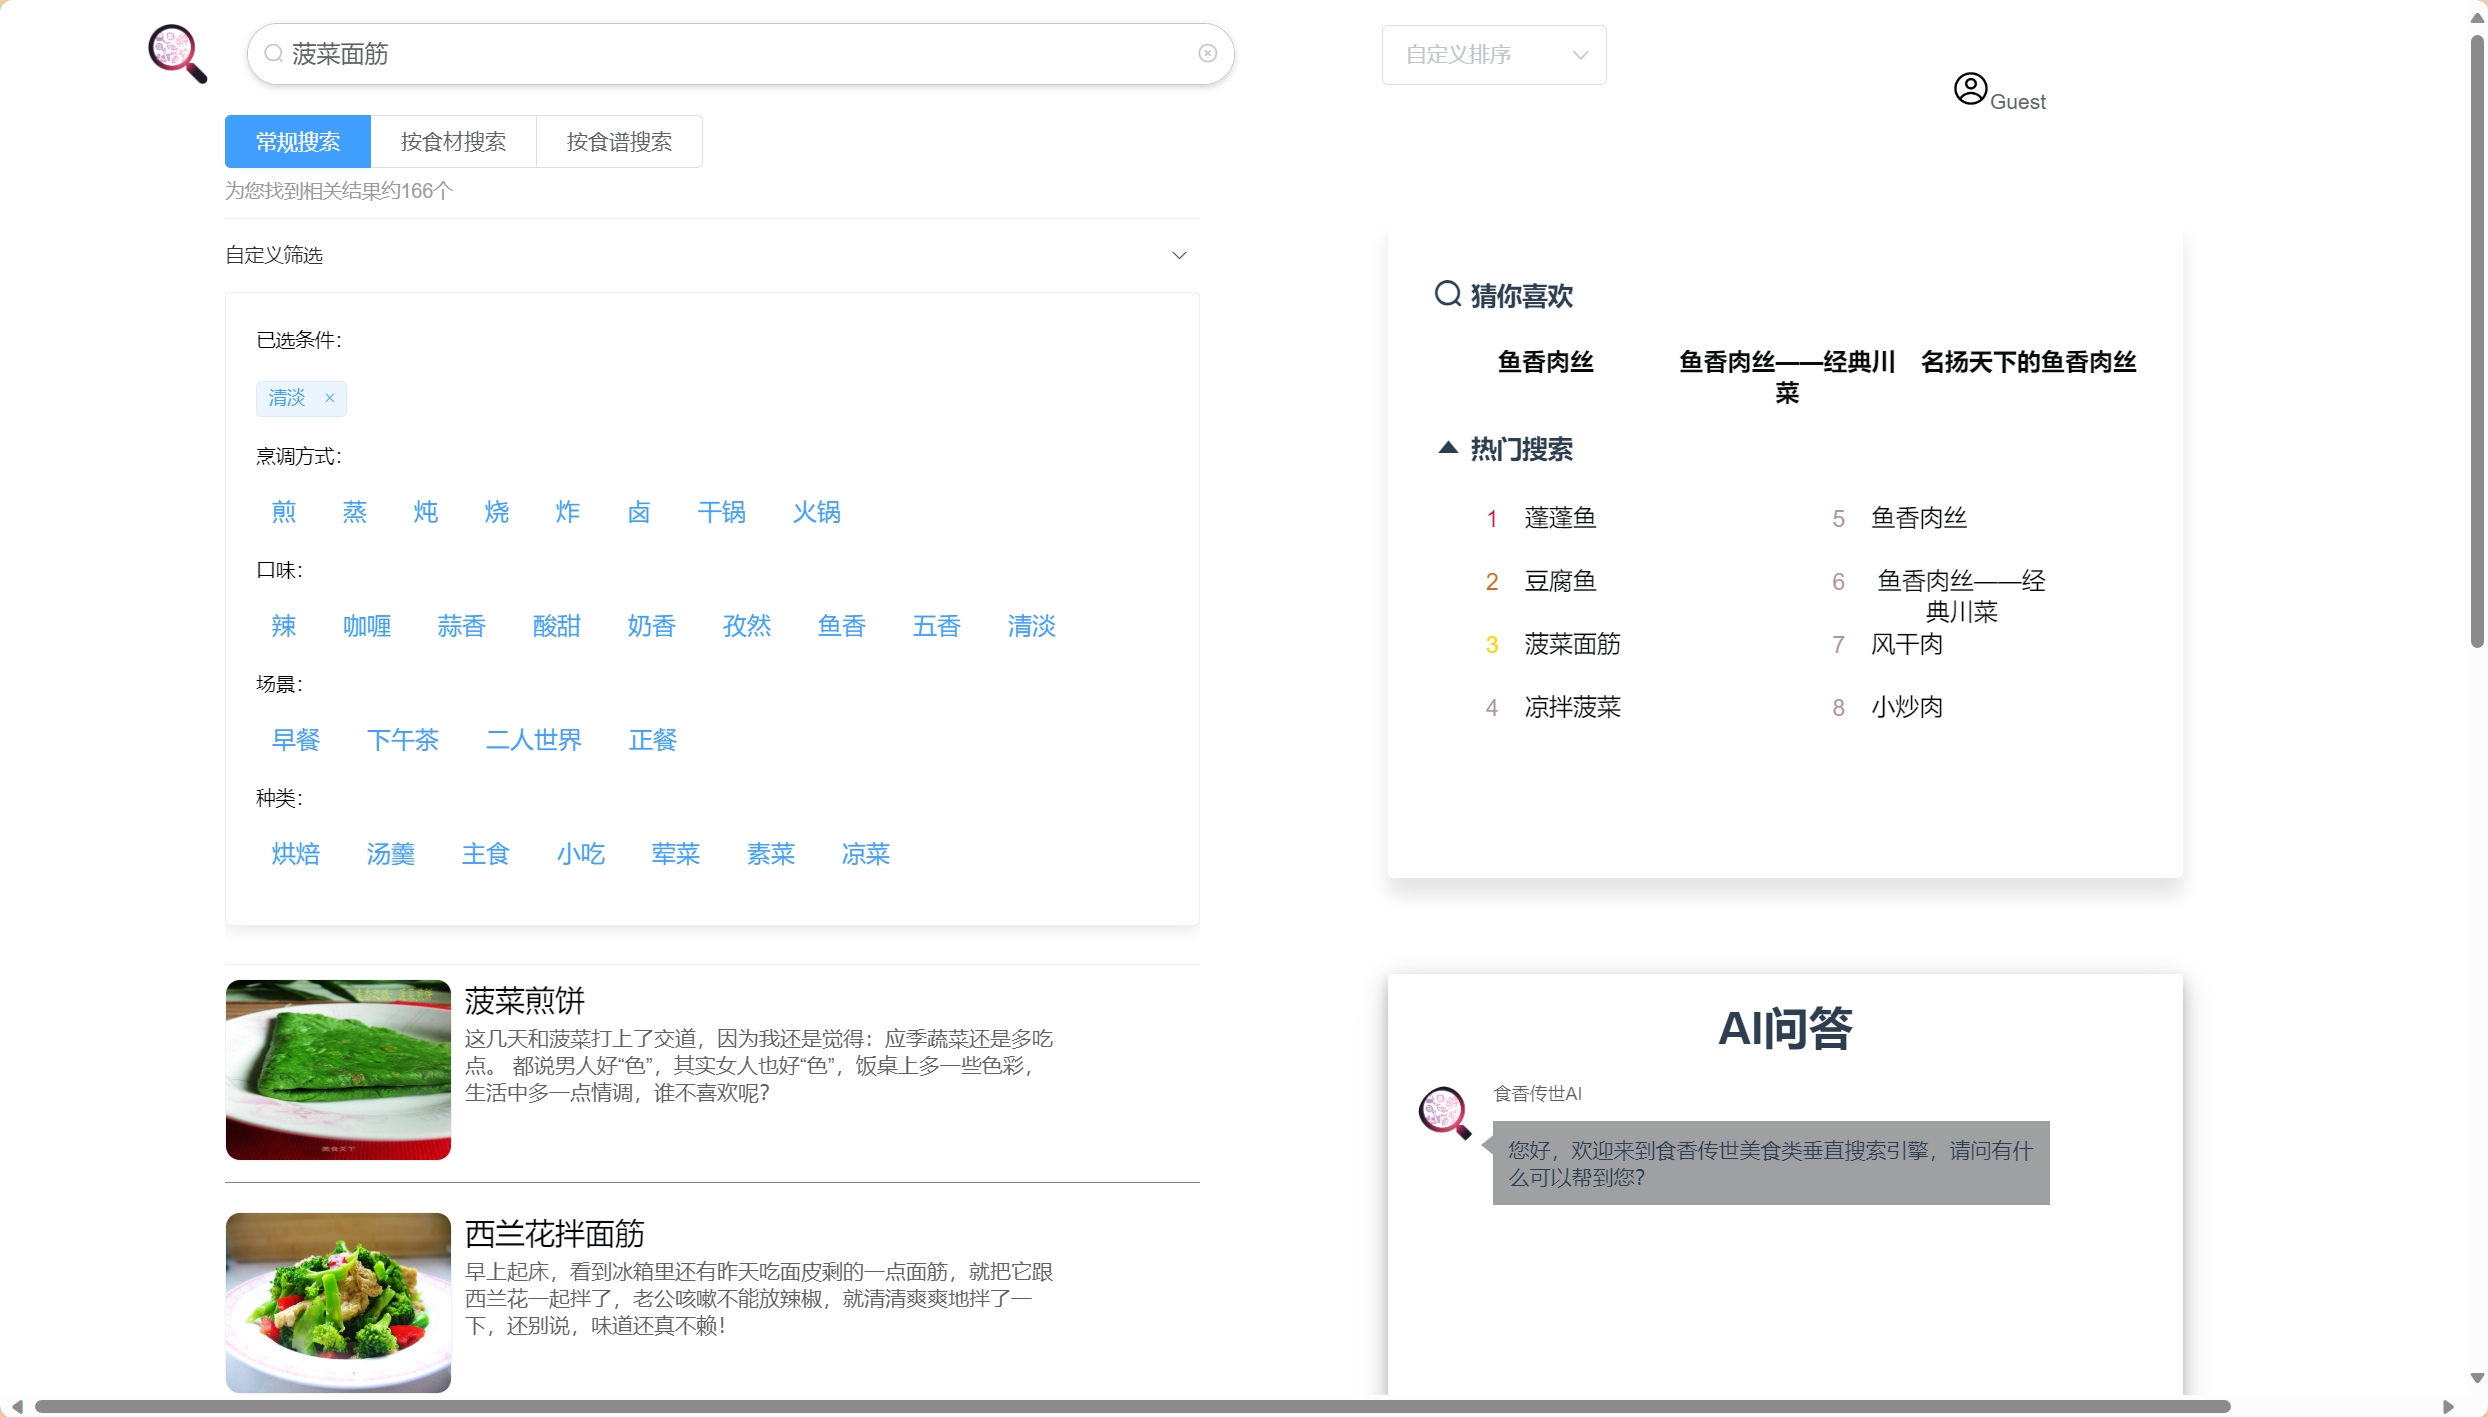 菠菜面筋
自定义排序
Guest
常规搜索 按食材搜索 按食谱搜索
为您找到相关结果约166个
自定义筛选
已选条件：
清淡 ×
烹调方式：
煎 蒸 炖 烧 炸 卤 干锅 火锅
口味：
辣 咖喱 蒜香 酸甜 奶香 孜然 鱼香 五香 清淡
场景：
早餐 下午茶 二人世界 正餐
种类：
烘焙 汤羹 主食 小吃 荤菜 素菜 凉菜
菠菜煎饼
这几天和菠菜打上了交道，因为我还是觉得：应季蔬菜还是多吃
点。 都说男人好“色”，其实女人也好“色”，饭桌上多一些色彩，
生活中多一点情调，谁不喜欢呢？
美食天下
西兰花拌面筋
早上起床，看到冰箱里还有昨天吃面皮剩的一点面筋，就把它跟
西兰花一起拌了，老公咳嗽不能放辣椒，就清清爽爽地拌了一
下，还别说，味道还真不赖！
猜你喜欢
鱼香肉丝
鱼香肉丝——经典川
菜
名扬天下的鱼香肉丝
热门搜索
1 蓬蓬鱼
2 豆腐鱼
3 菠菜面筋
4 凉拌菠菜
5 鱼香肉丝
6 鱼香肉丝——经
典川菜
7 风干肉
8 小炒肉
AI问答
食香传世AI
您好，欢迎来到食香传世美食类垂直搜索引擎，请问有什
么可以帮到您？